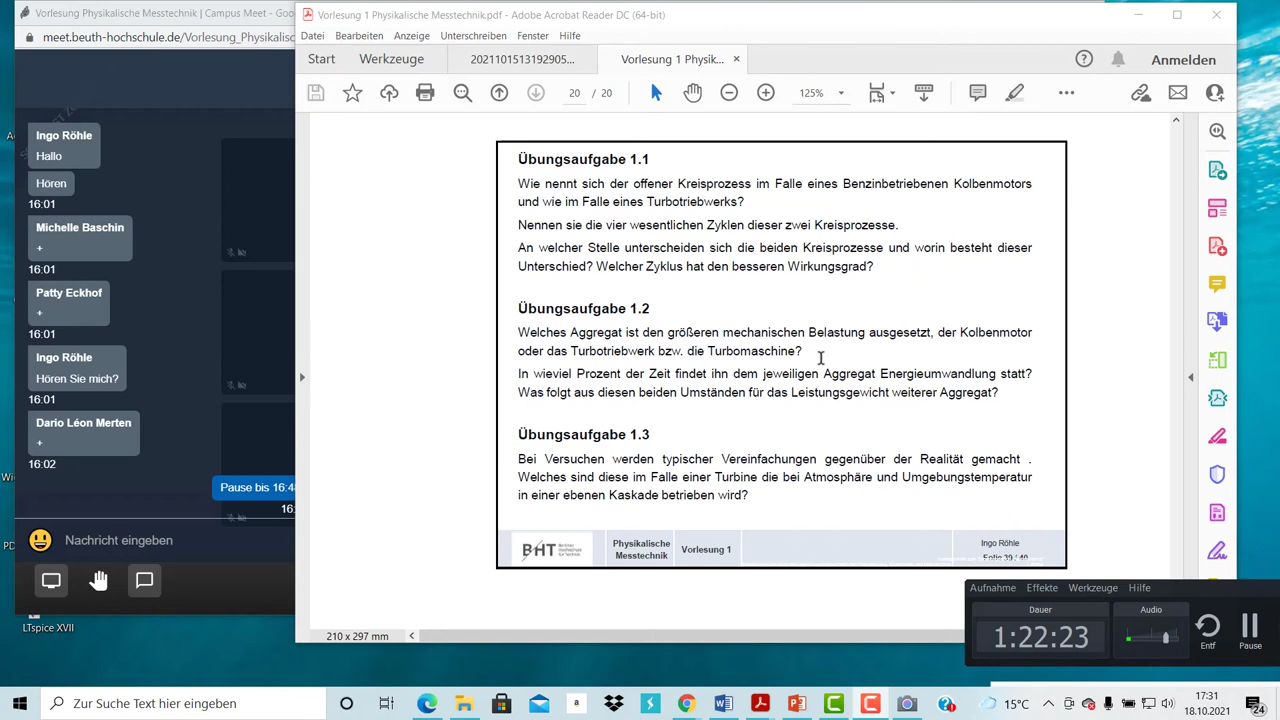 Vorlesung Physikalische Messtechnik | Campus Meet - Goo
meet.beuth-hochschule.de/Vorlesung_Physikalis
Ingo Röhle
Hallo
Hören
16:01
Michelle Baschin
+
16:01
Patty Eckhof
+
16:01
Ingo Röhle
Hören Sie mich?
16:01
Dario Léon Merten
+
16:02
Pause bis 16:4
16:
Nachricht eingeben
LTspice XVII
Vorlesung 1 Physikalische Messtechnik.pdf - Adobe Acrobat Reader DC (64-bit)
Datei Bearbeiten Anzeige Unterschreiben Fenster Hilfe
Start Werkzeuge 2021101513192905... Vorlesung 1 Physik... ×
Anmelden
20 / 20 125%
Übungsaufgabe 1.1
Wie nennt sich der offener Kreisprozess im Falle eines Benzinbetriebenen Kolbenmotors
und wie im Falle eines Turbotriebwerks?
Nennen sie die vier wesentlichen Zyklen dieser zwei Kreisprozesse.
An welcher Stelle unterscheiden sich die beiden Kreisprozesse und worin besteht dieser
Unterschied? Welcher Zyklus hat den besseren Wirkungsgrad?
Übungsaufgabe 1.2
Welches Aggregat ist den größeren mechanischen Belastung ausgesetzt, der Kolbenmotor
oder das Turbotriebwerk bzw. die Turbomaschine?
In wieviel Prozent der Zeit findet ihn dem jeweiligen Aggregat Energieumwandlung statt?
Was folgt aus diesen beiden Umständen für das Leistungsgewicht weiterer Aggregat?
Übungsaufgabe 1.3
Bei Versuchen werden typischer Vereinfachungen gegenüber der Realität gemacht .
Welches sind diese im Falle einer Turbine die bei Atmosphäre und Umgebungstemperatur
in einer ebenen Kaskade betrieben wird?
BHT
Physikalische
Messtechnik
Vorlesung 1
Ingo Röhle
Folie 39 / 40
210 x 297 mm
Aufnahme Effekte Werkzeuge Hilfe
Dauer Audio
1:22:23
Entf Pause
Zur Suche Text hier eingeben
15°C
17:31
18.10.2021
24